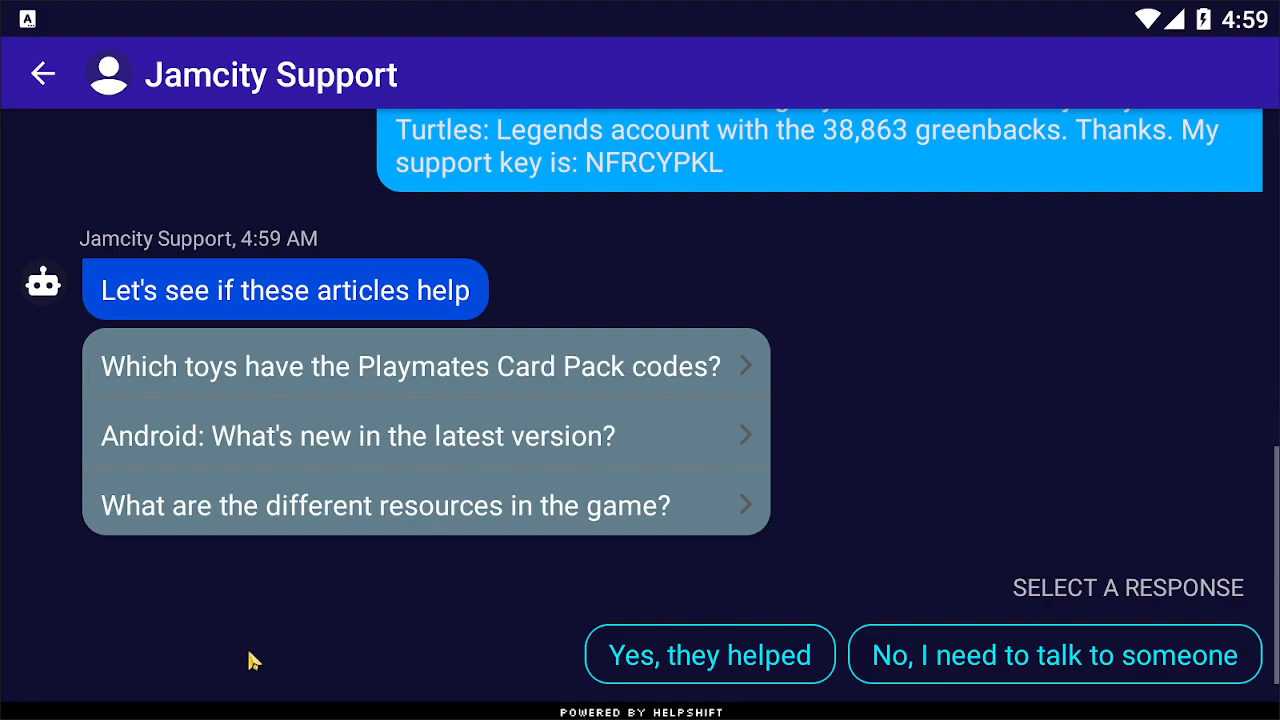 4:59
Jamcity Support
Turtles: Legends account with the 38,863 greenbacks. Thanks. My
support key is: NFRCYPKL
Jamcity Support, 4:59 AM
Let's see if these articles help
Which toys have the Playmates Card Pack codes?
Android: What's new in the latest version?
What are the different resources in the game?
SELECT A RESPONSE
Yes, they helped
No, I need to talk to someone
POWERED BY HELPSHIFT